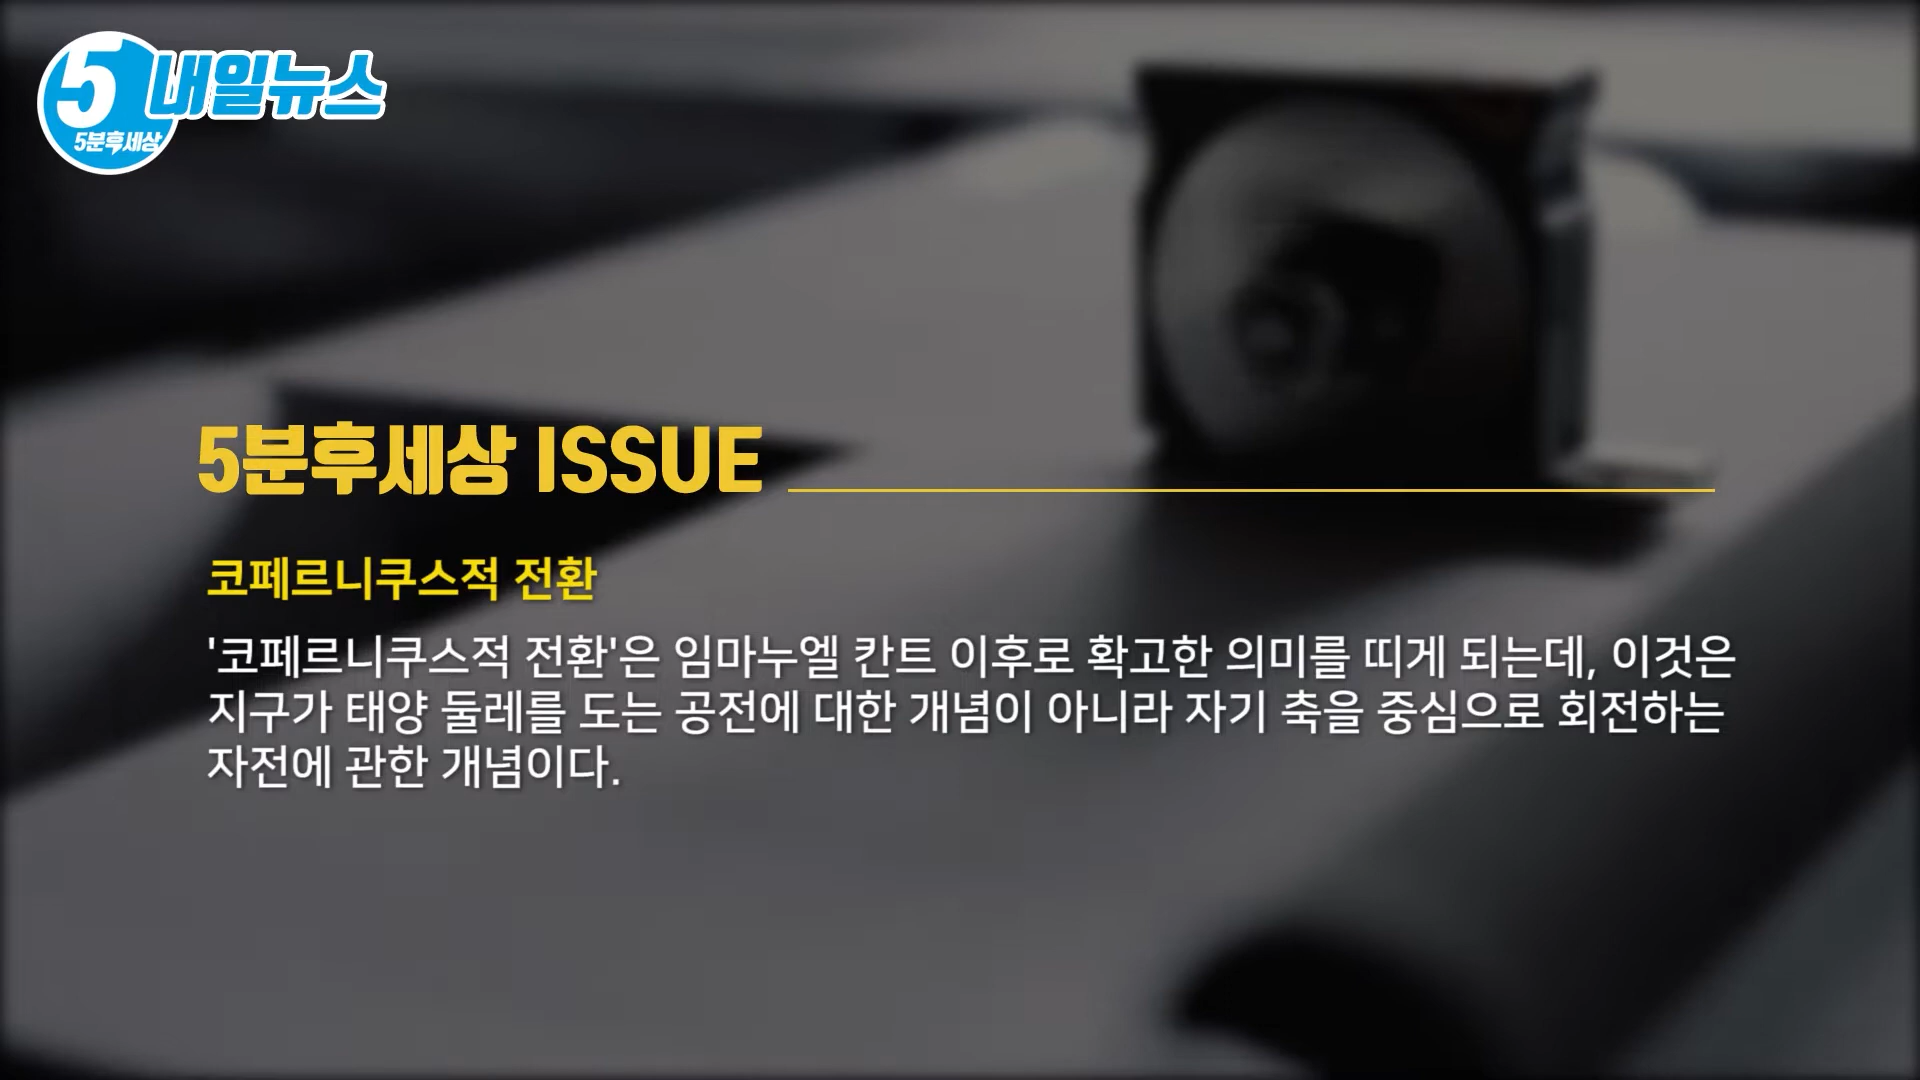 5 내일뉴스
5분후세상
5분후세상 ISSUE
코페르니쿠스적 전환
'코페르니쿠스적 전환'은 임마누엘 칸트 이후로 확고한 의미를 띠게 되는데, 이것은
지구가 태양 둘레를 도는 공전에 대한 개념이 아니라 자기 축을 중심으로 회전하는
자전에 관한 개념이다.